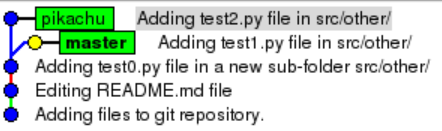 pikachu Adding test2.py file in src/other/
master Adding test1.py file in src/other/
Adding test0.py file in a new sub-folder src/other/
Editing README.md file
Adding files to git repository.